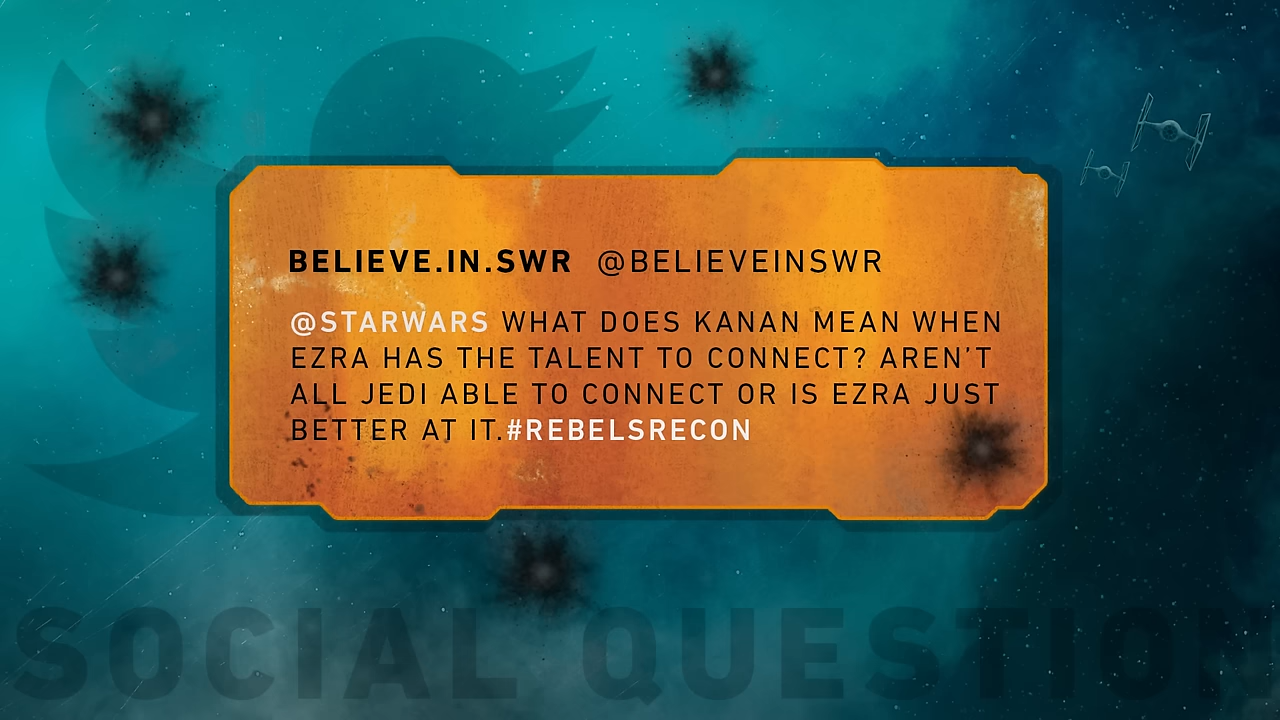 BELIEVE.IN.SWR @BELIEVEINSWR
@STARWARS WHAT DOES KANAN MEAN WHEN
EZRA HAS THE TALENT TO CONNECT? AREN'T
ALL JEDI ABLE TO CONNECT OR IS EZRA JUST
BETTER AT IT.#REBELSRECON
SOCIAL QUESTION